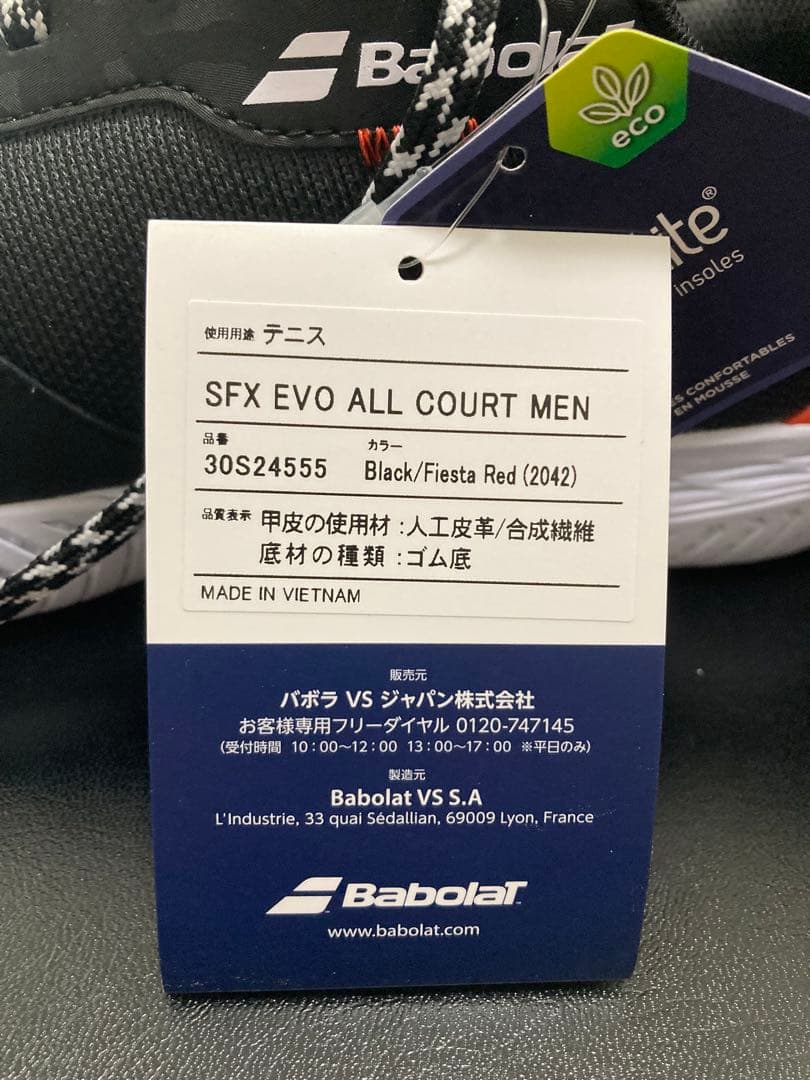 Babolat
eco
insoles
CONFORTABLES
EN MOUSSE
使用用途 テニス
SFX EVO ALL COURT MEN
品番 カラー
30S24555 Black/Fiesta Red (2042)
品質表示 甲皮の使用材:人工皮革/合成繊維
底材の種類:ゴム底
MADE IN VIETNAM
販売元
バボラ VS ジャパン株式会社
お客様専用フリーダイヤル 0120-747145
(受付時間 10:00~12:00 13:00~17:00 ※平日のみ)
製造元
Babolat VS S.A
L'Industrie, 33 quai Sédallian, 69009 Lyon, France
Babolat
www.babolat.com